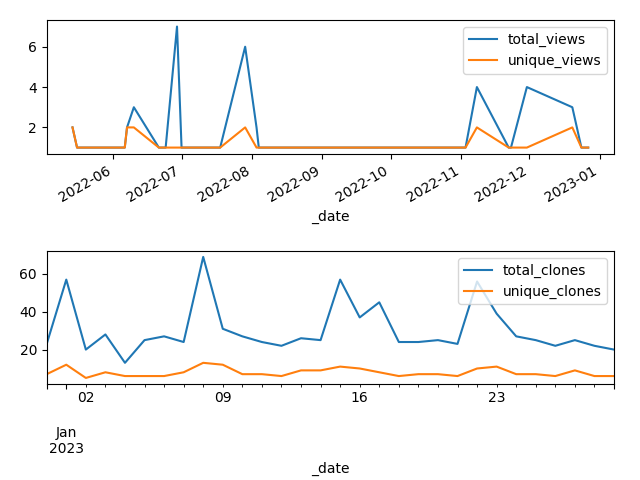 total_views
unique_views
6
4
2
2022-06
2022-07
2022-08
2022-09
2022-10
2022-11
2022-12
2023-01
_date
total_clones
unique_clones
60
40
20
02
09
16
23
Jan
2023
_date